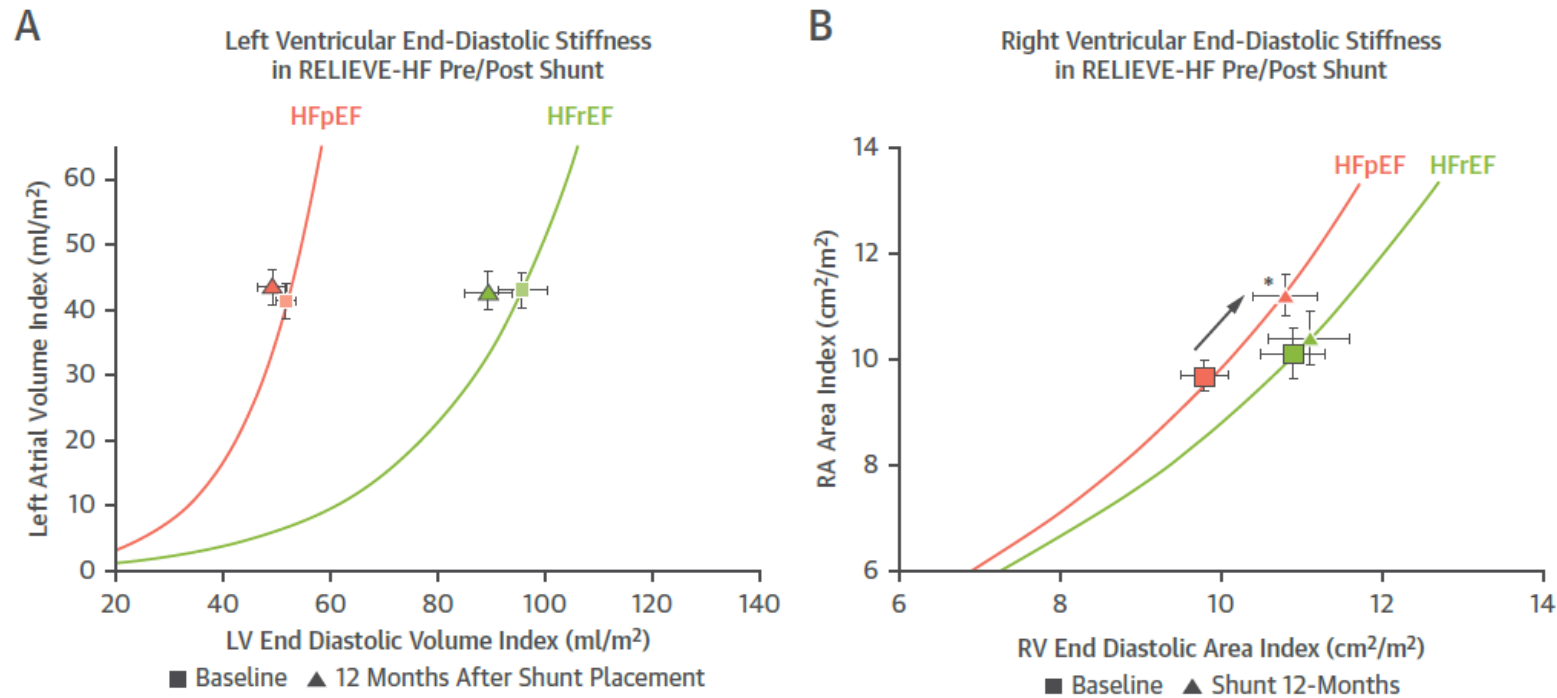 A
Left Ventricular End-Diastolic Stiffness
in RELIEVE-HF Pre/Post Shunt
HFpEF
HFrEF
Left Atrial Volume Index (ml/m²)
60
50
40
30
20
10
0
20
40
60
80
100
120
140
LV End Diastolic Volume Index (ml/m²)
■ Baseline ▲ 12 Months After Shunt Placement
B
Right Ventricular End-Diastolic Stiffness
in RELIEVE-HF Pre/Post Shunt
HFpEF
HFrEF
RA Area Index (cm²/m²)
14
12
10
8
6
*
6
8
10
12
14
RV End Diastolic Area Index (cm²/m²)
■ Baseline ▲ Shunt 12-Months